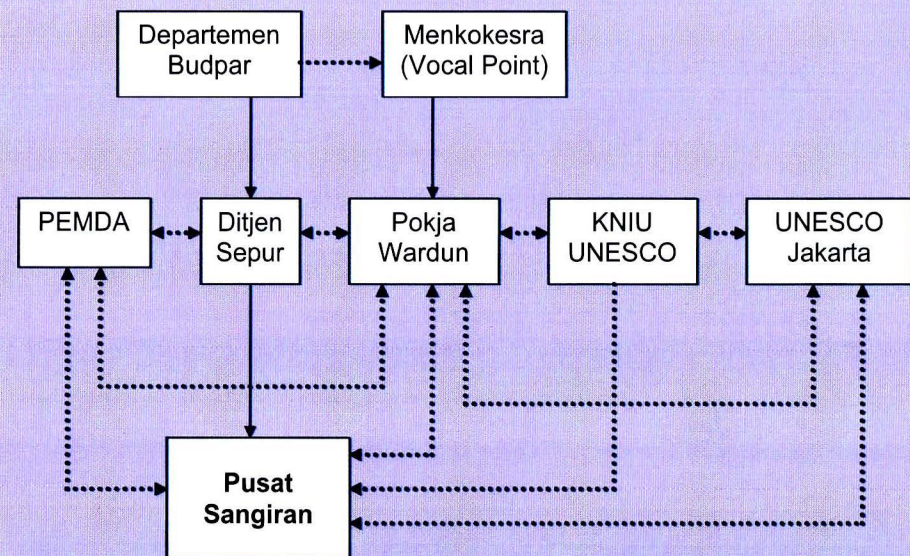 Departemen
Budpar
Menkokesra
(Vocal Point)
PEMDA
Ditjen
Sepur
Pokja
Wardun
KNIU
UNESCO
UNESCO
Jakarta
Pusat
Sangiran